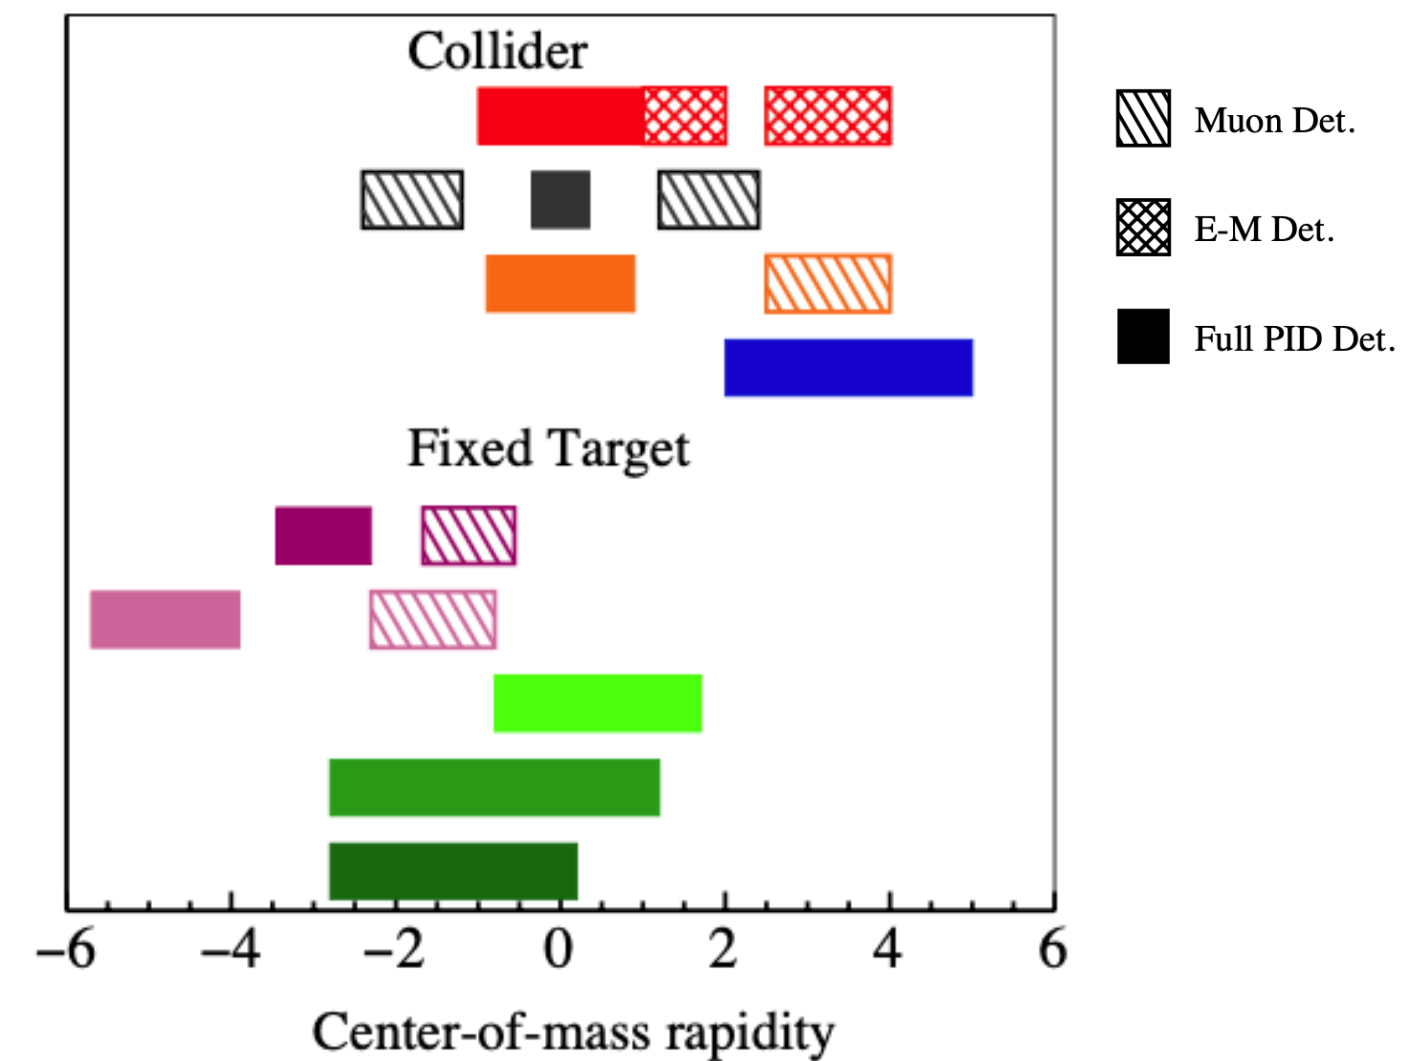 Collider
Muon Det.
E-M Det.
Full PID Det.
Fixed Target
−6 −4 −2 0 2 4 6
Center-of-mass rapidity